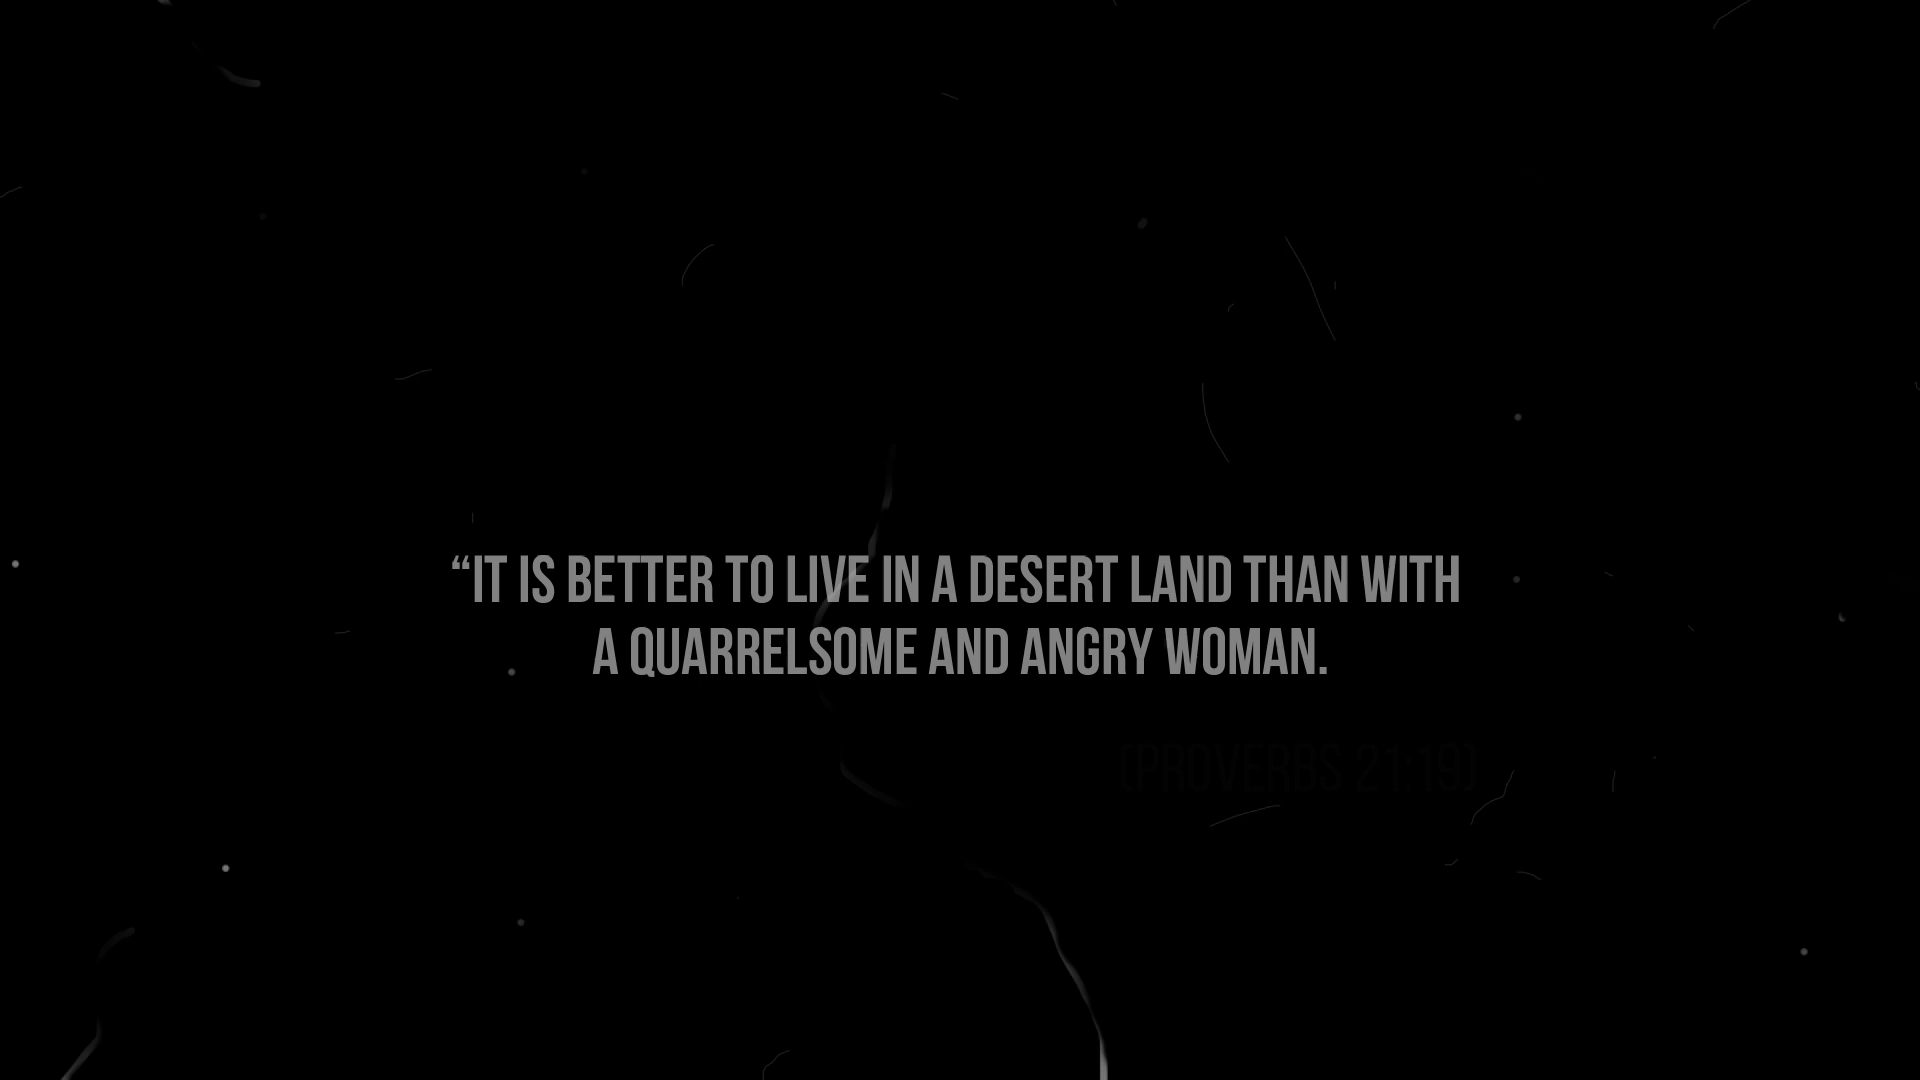 “IT IS BETTER TO LIVE IN A DESERT LAND THAN WITH
A QUARRELSOME AND ANGRY WOMAN.
(PROVERBS 21:19)